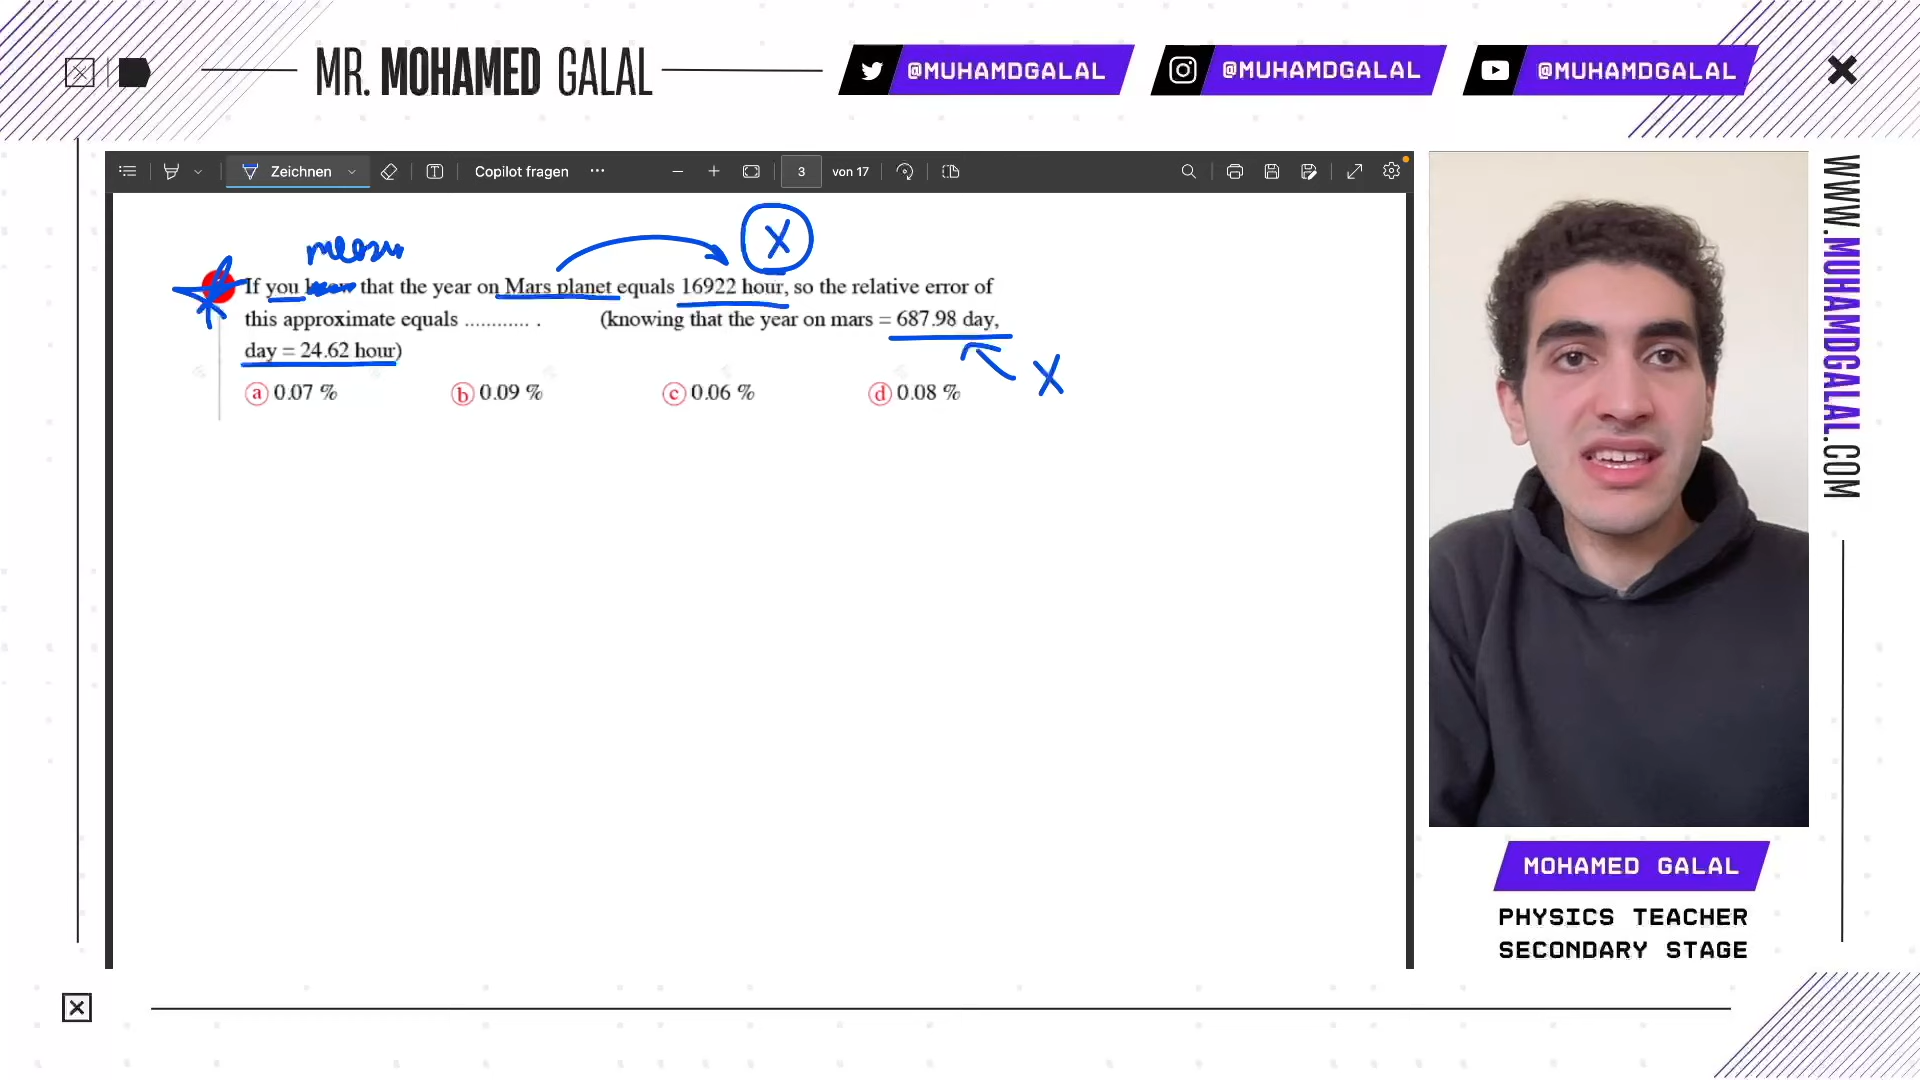 MR. MOHAMED GALAL
@MUHAMDGALAL
@MUHAMDGALAL
@MUHAMDGALAL
Zeichnen
Copilot fragen
3 von 17
X
If you that the year on Mars planet equals 16922 hour, so the relative error of
this approximate equals ............ . (knowing that the year on mars = 687.98 day,
day = 24.62 hour)
X
a 0.07 % b 0.09 % c 0.06 % d 0.08 %
WWW.MUHAMDGALAL.COM
MOHAMED GALAL
PHYSICS TEACHER
SECONDARY STAGE